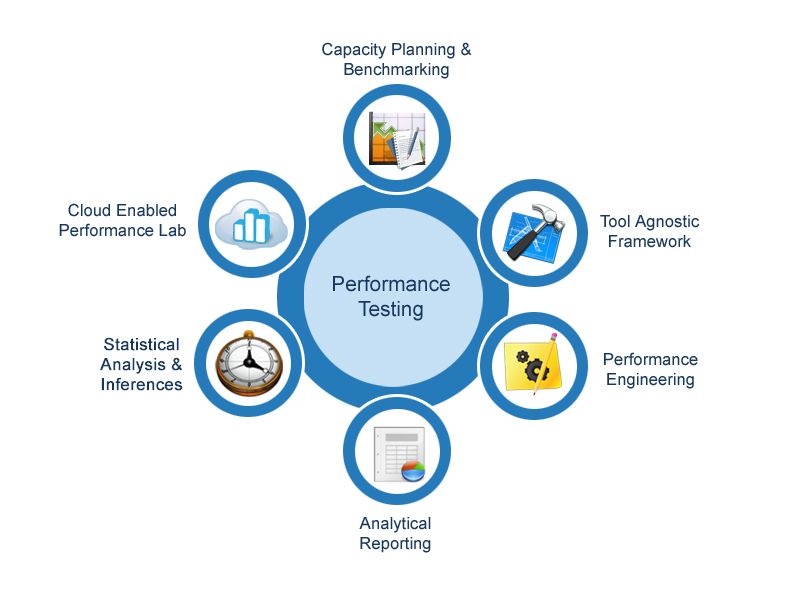 Capacity Planning &
Benchmarking
Cloud Enabled
Performance Lab
Tool Agnostic
Framework
Performance
Testing
Statistical
Analysis &
Inferences
Performance
Engineering
Analytical
Reporting